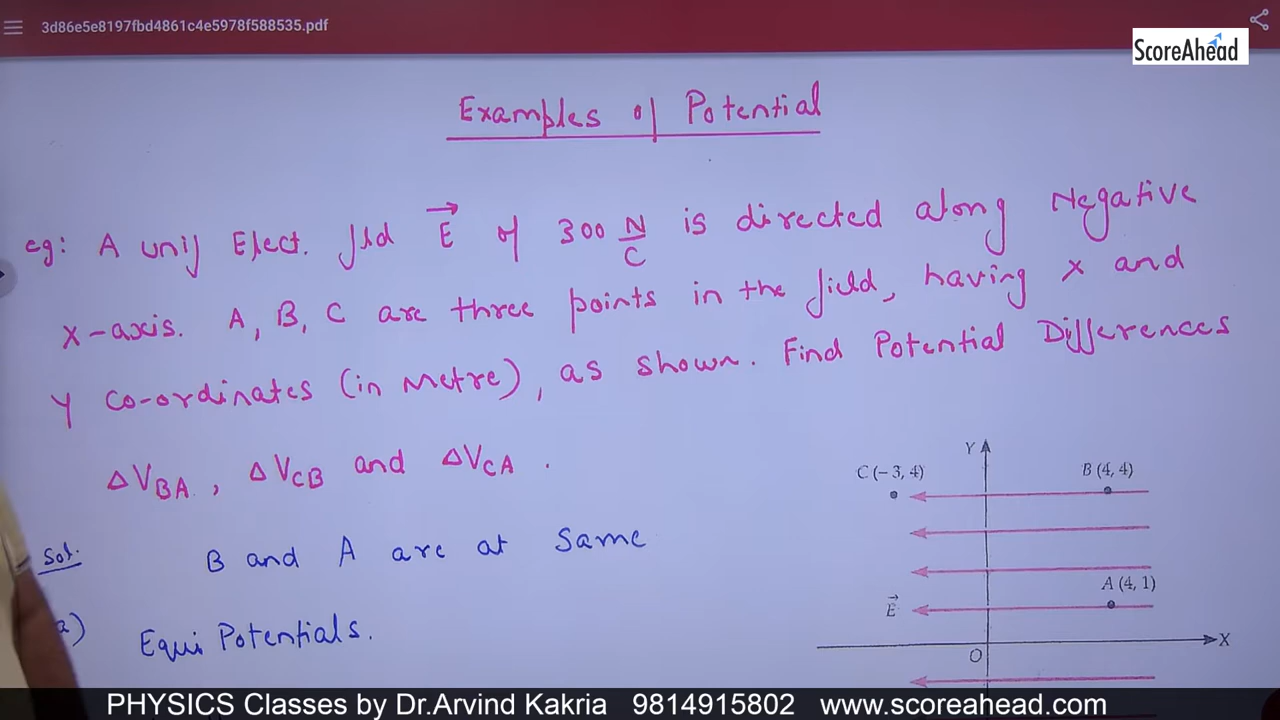 3d86e5e8197fbd4861c4e5978f588535.pdf
ScoreAhead
Examples of Potential
eg: A unif Elect. fld E of 300 N/C is directed along Negative
X-axis. A, B, C are three points in the field, having X and
Y Co-ordinates (in Metre), as shown. Find Potential Differences
ΔV_BA, ΔV_CB and ΔV_CA.
Y
C (– 3, 4)
B (4, 4)
Sol. B and A are at Same
a) Equi Potentials.
A (4, 1)
E
X
O
PHYSICS Classes by Dr.Arvind Kakria 9814915802 www.scoreahead.com